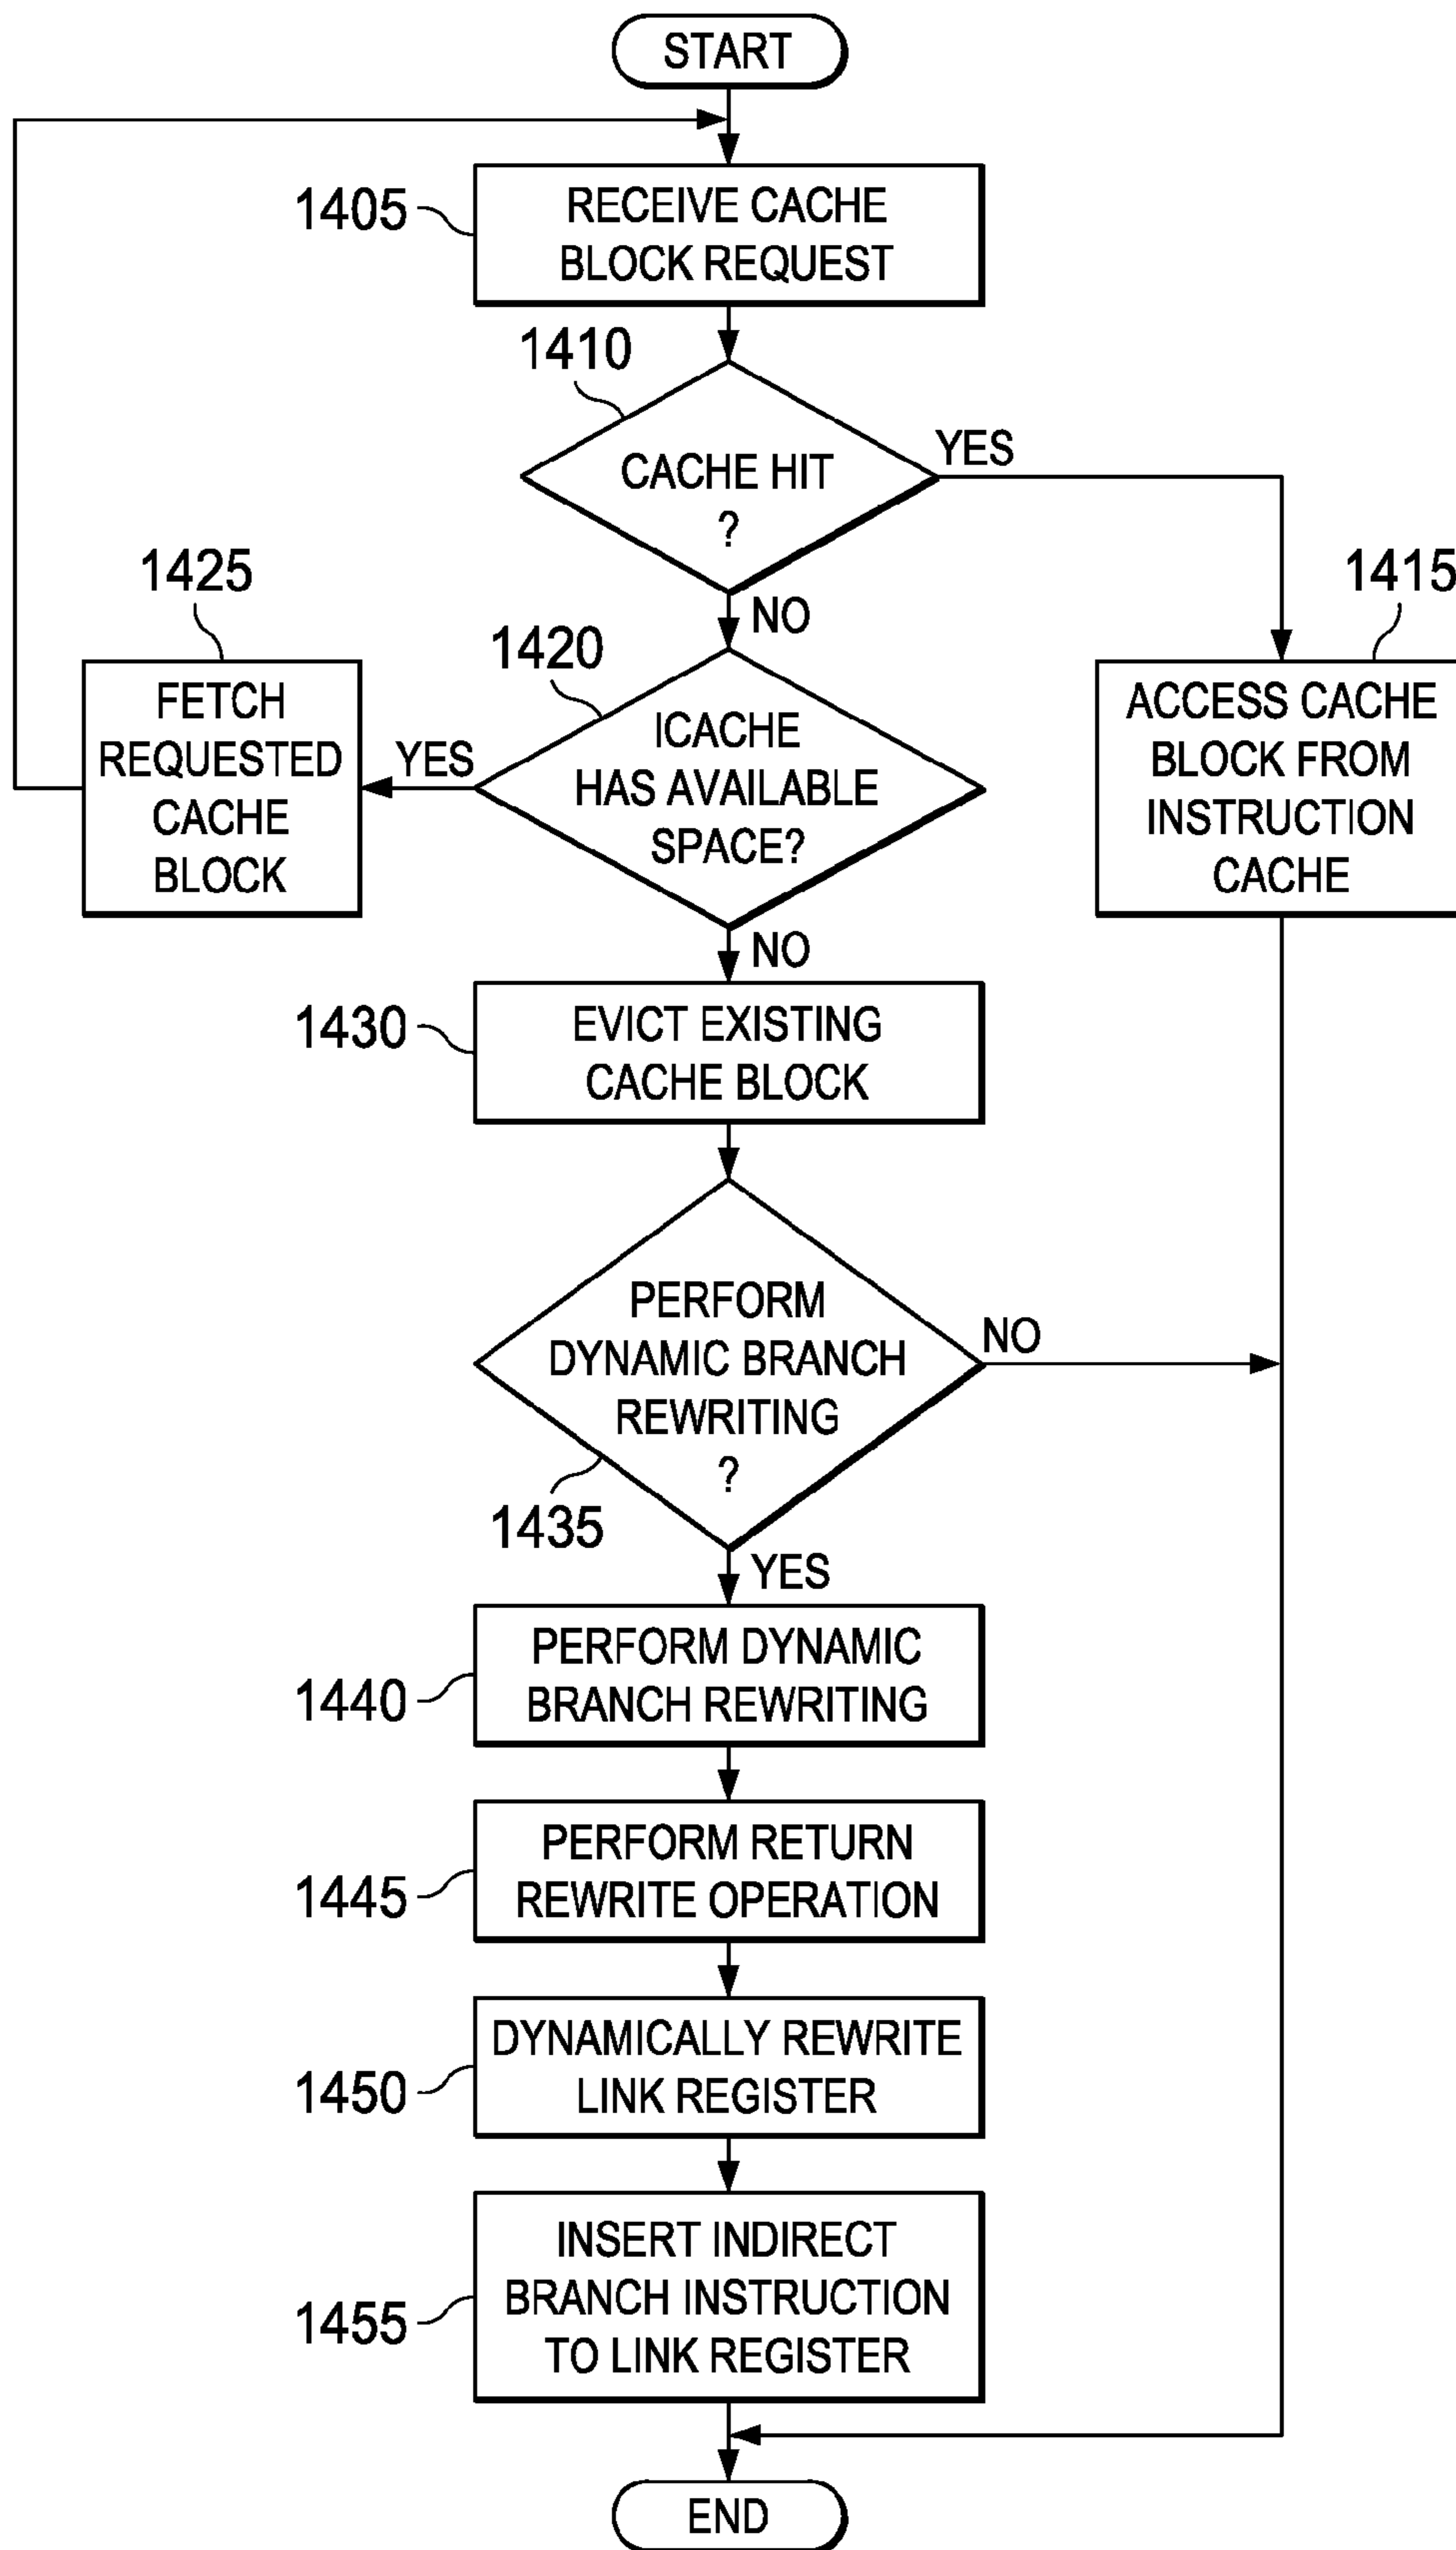 START
1405
RECEIVE CACHE
BLOCK REQUEST
1410
CACHE HIT
?
YES
NO
1425
FETCH
REQUESTED
CACHE
BLOCK
YES
1420
ICACHE
HAS AVAILABLE
SPACE?
1415
ACCESS CACHE
BLOCK FROM
INSTRUCTION
CACHE
NO
1430
EVICT EXISTING
CACHE BLOCK
PERFORM
DYNAMIC BRANCH
REWRITING
?
NO
1435
YES
1440
PERFORM DYNAMIC
BRANCH REWRITING
1445
PERFORM RETURN
REWRITE OPERATION
1450
DYNAMICALLY REWRITE
LINK REGISTER
1455
INSERT INDIRECT
BRANCH INSTRUCTION
TO LINK REGISTER
END